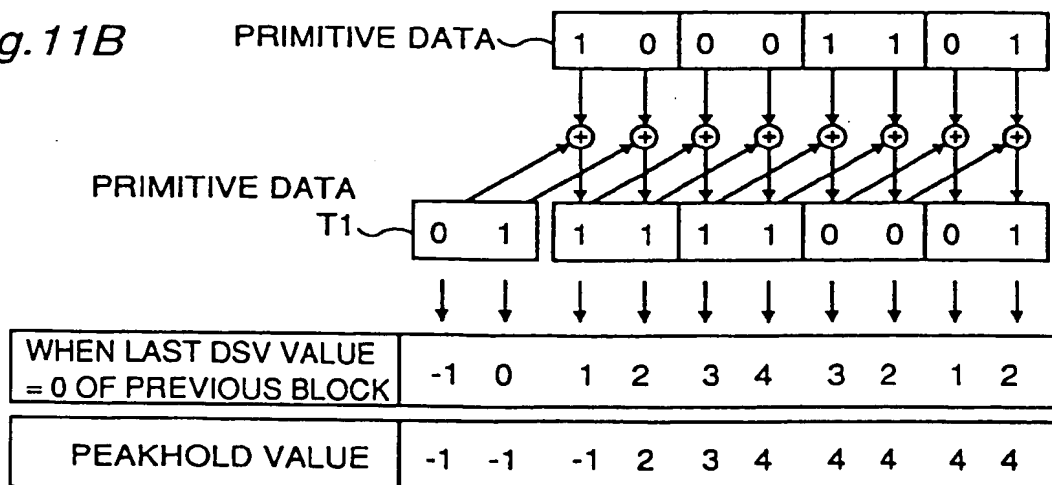 g.11B
PRIMITIVE DATA 1 0 0 0 1 1 0 1
+ + + + + + + +
PRIMITIVE DATA
T1 0 1 1 1 1 1 0 0 0 1
WHEN LAST DSV VALUE
= 0 OF PREVIOUS BLOCK -1 0 1 2 3 4 3 2 1 2
PEAKHOLD VALUE -1 -1 -1 2 3 4 4 4 4 4